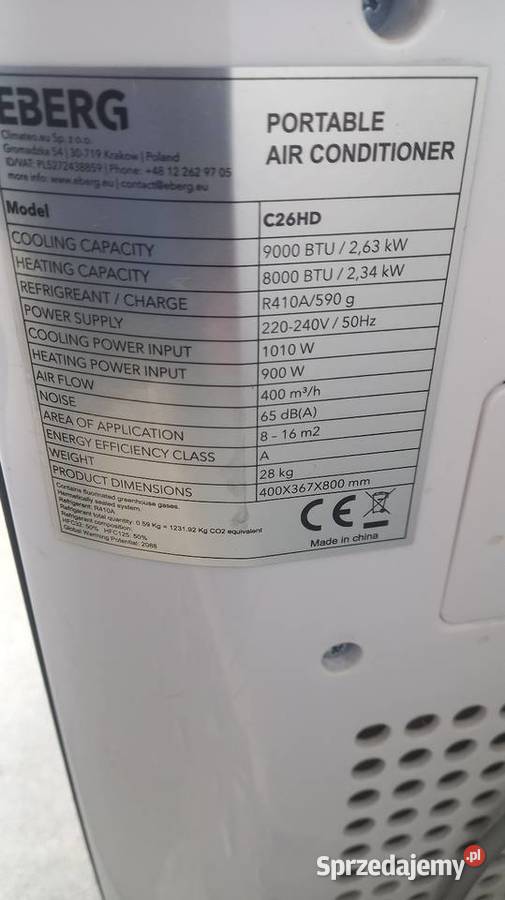 EBERG
Climateo.eu Sp. z o.o.
Gromadzka 54 | 30-719 Krakow | Poland
ID/VAT: PL5272438859 | Phone: +48 12 262 97 05
more info: www.eberg.eu | contact@eberg.eu
PORTABLE
AIR CONDITIONER
Model C26HD
COOLING CAPACITY 9000 BTU / 2,63 kW
HEATING CAPACITY 8000 BTU / 2,34 kW
REFRIGREANT / CHARGE R410A/590 g
POWER SUPPLY 220-240V / 50Hz
COOLING POWER INPUT 1010 W
HEATING POWER INPUT 900 W
AIR FLOW 400 m³/h
NOISE 65 dB(A)
AREA OF APPLICATION 8 - 16 m2
ENERGY EFFICIENCY CLASS A
WEIGHT 28 kg
PRODUCT DIMENSIONS 400X367X800 mm
Contains fluorinated greenhouse gases.
Hermetically sealed system.
Refrigerant: R410A
Refrigerant total quantity: 0.59 Kg = 1231.92 Kg CO2 equivalent
Refrigerant composition:
HFC32: 50% HFC125: 50%
Global Warming Potential: 2088
CE
Made in china
Sprzedajemy.pl